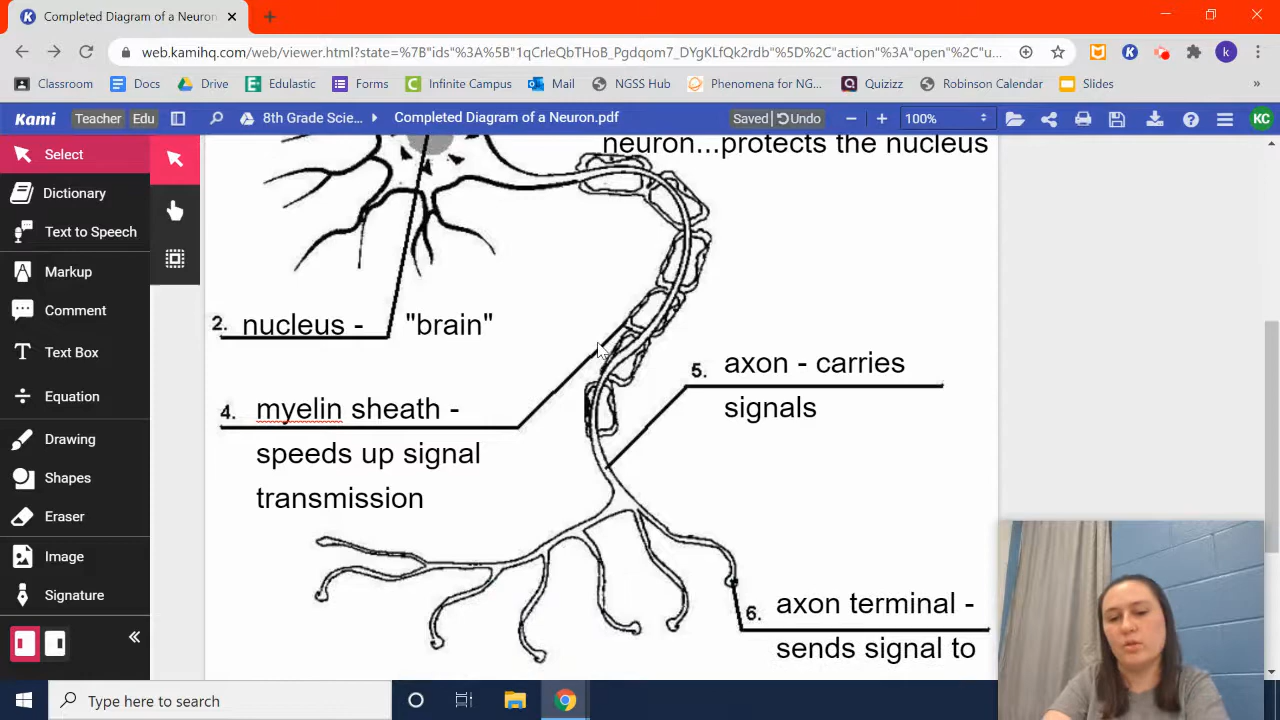 Completed Diagram of a Neuron
web.kamihq.com/web/viewer.html?state=%7B"ids"%3A%5B"1qCrleQbTHoB_Pgdqom7_DYgKLfQk2rdb"%5D%2C"action"%3A"open"%2C"u...
Classroom Docs Drive Edulastic Forms Infinite Campus Mail NGSS Hub Phenomena for NG... Quizizz Robinson Calendar Slides »
Kami Teacher Edu 8th Grade Scie... Completed Diagram of a Neuron.pdf Saved Undo 100% KC
Select
Dictionary
Text to Speech
Markup
Comment
Text Box
Equation
Drawing
Shapes
Eraser
Image
Signature
neuron...protects the nucleus
2. nucleus - "brain"
5. axon - carries
signals
4. myelin sheath -
speeds up signal
transmission
6. axon terminal -
sends signal to
Type here to search